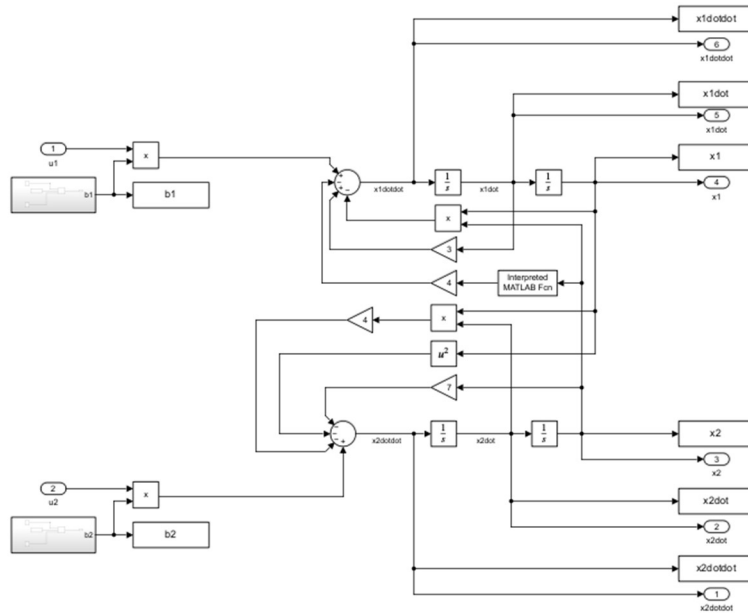 x1dotdot
6
x1dotdot
x1dot
5
x1dot
1
u1
x
x1
b1
b1
x1dotdot
1
s
x1dot
1
s
4
x1
x
3
4
Interpreted
MATLAB Fcn
4
x
u²
7
x2dotdot
1
s
x2dot
1
s
x2
3
x2
2
u2
x
x2dot
2
x2dot
b2
b2
x2dotdot
1
x2dotdot